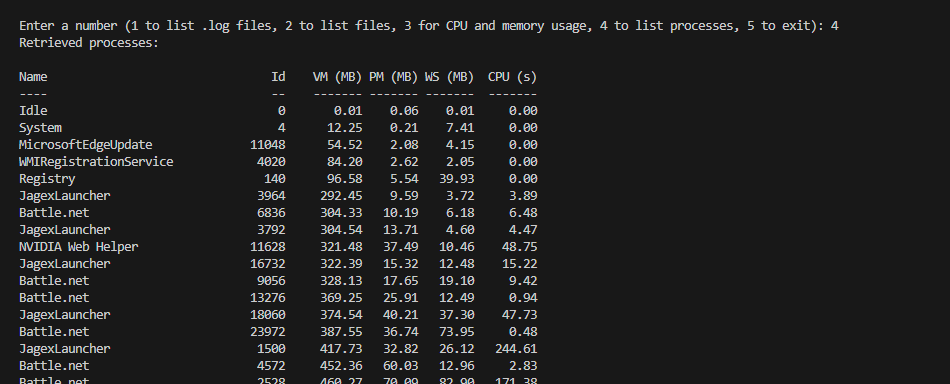 Enter a number (1 to list .log files, 2 to list files, 3 for CPU and memory usage, 4 to list processes, 5 to exit): 4
Retrieved processes:
Name Id VM (MB) PM (MB) WS (MB) CPU (s)
---- -- ------- ------- ------- -------
Idle 0 0.01 0.06 0.01 0.00
System 4 12.25 0.21 7.41 0.00
MicrosoftEdgeUpdate 11048 54.52 2.08 4.15 0.00
WMIRegistrationService 4020 84.20 2.62 2.05 0.00
Registry 140 96.58 5.54 39.93 0.00
JagexLauncher 3964 292.45 9.59 3.72 3.89
Battle.net 6836 304.33 10.19 6.18 6.48
JagexLauncher 3792 304.54 13.71 4.60 4.47
NVIDIA Web Helper 11628 321.48 37.49 10.46 48.75
JagexLauncher 16732 322.39 15.32 12.48 15.22
Battle.net 9056 328.13 17.65 19.10 9.42
Battle.net 13276 369.25 25.91 12.49 0.94
JagexLauncher 18060 374.54 40.21 37.30 47.73
Battle.net 23972 387.55 36.74 73.95 0.48
JagexLauncher 1500 417.73 32.82 26.12 244.61
Battle.net 4572 452.36 60.03 12.96 2.83
Battle.net 2528 460.27 70.09 82.90 171.38